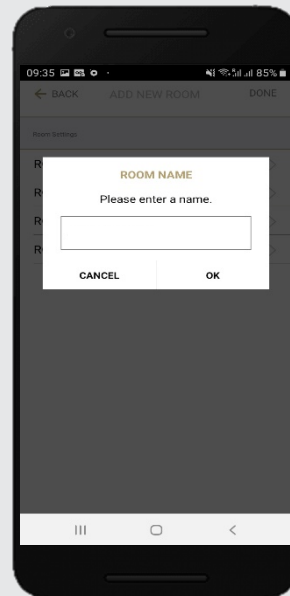 09:35 85%
BACK ADD NEW ROOM DONE
Room Settings
ROOM NAME
Please enter a name.
CANCEL OK